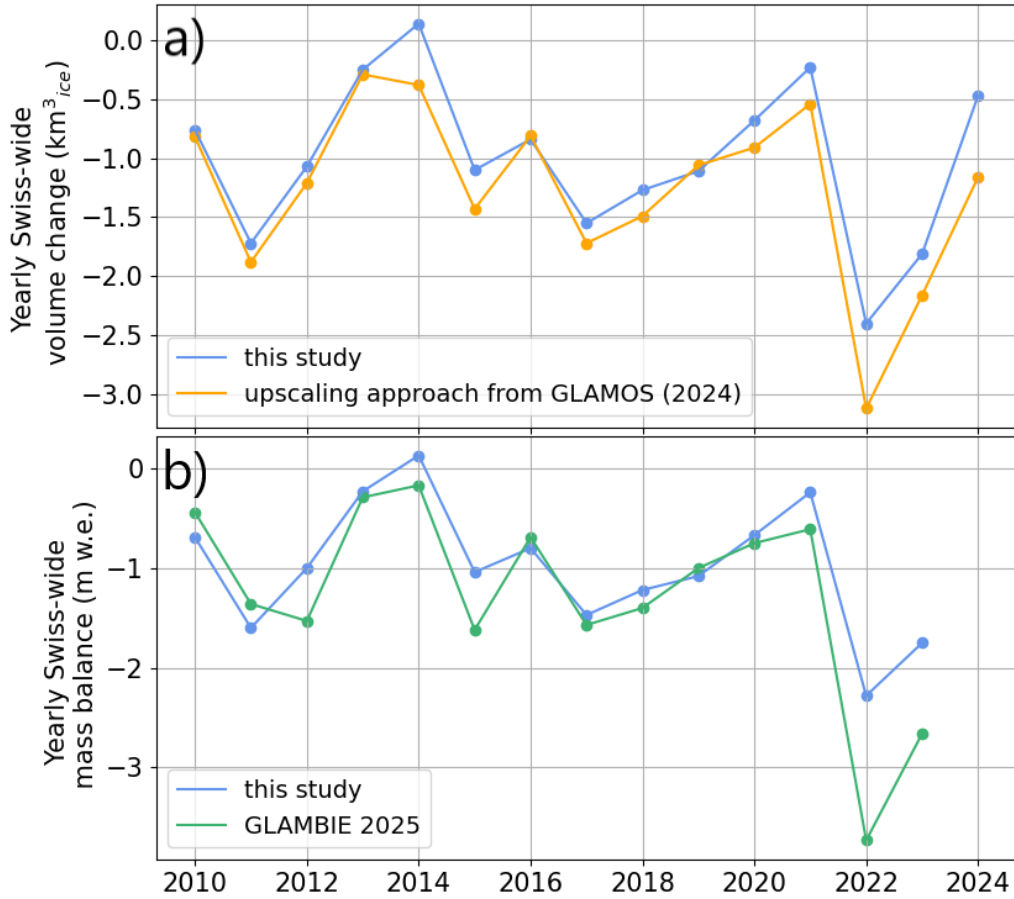 a)
Yearly Swiss-wide
volume change (km³ice)
0.0
−0.5
−1.0
−1.5
−2.0
−2.5
−3.0
this study
upscaling approach from GLAMOS (2024)
b)
Yearly Swiss-wide
mass balance (m w.e.)
0
−1
−2
−3
this study
GLAMBIE 2025
2010 2012 2014 2016 2018 2020 2022 2024